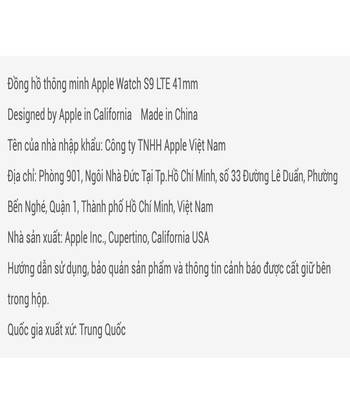 Đồng hồ thông minh Apple Watch S9 LTE 41mm
Designed by Apple in California Made in China
Tên của nhà nhập khẩu: Công ty TNHH Apple Việt Nam
Địa chỉ: Phòng 901, Ngôi Nhà Đức Tại Tp.Hồ Chí Minh, số 33 Đường Lê Duẩn, Phường
Bến Nghé, Quận 1, Thành phố Hồ Chí Minh, Việt Nam
Nhà sản xuất: Apple Inc., Cupertino, California USA
Hướng dẫn sử dụng, bảo quản sản phẩm và thông tin cảnh báo được cất giữ bên
trong hộp.
Quốc gia xuất xứ: Trung Quốc